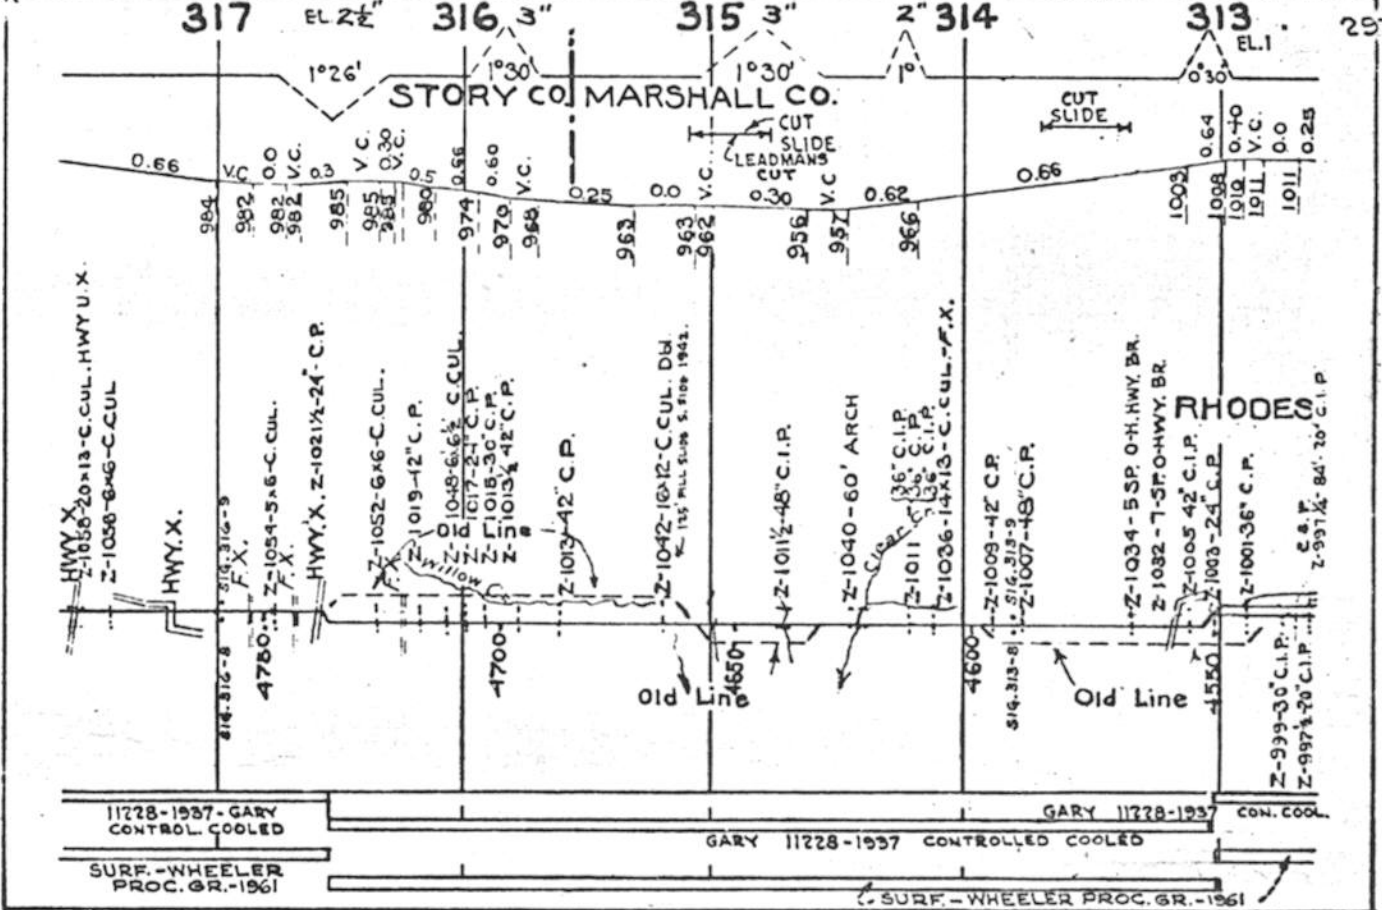 317 EL 2½" 316 3" 315 3" 2" 314 313 EL.1 29
1°26' 1°30' 1°30' 1° 0°30'
STORY CO. MARSHALL CO.
CUT
SLIDE
LEADMANS
CUT
CUT
SLIDE
0.66 V.C. 0.0 V.C. 0.3 V.C. 0.30 V.C. 0.5 0.66 0.60 V.C. 0.25 0.0 V.C. 0.30 V.C 0.62 0.66 0.64 0.40 V.C. 0.0 0.25
984 982 982 982 985 985 985 980 974 970 968 963 963 962 956 957 966 1003 1008 1010 1011 1011
HWY.X.
Z-1058-20x13-C.CUL.HWY U.X.
Z-1056-6x6-C.CUL
HWY.X.
SIG.316-9
F.X.
Z-1054-5x6-C.CUL.
F.X.
HWY.X. Z-1021½-24" C.P.
Z-1052-6x6-C.CUL.
F.X.
Z-1019-42" C.P.
Z-1048-6x6½ C.CUL.
Z-1017-24" C.P.
Z-1015-30" C.P.
Z-1013½-42" C.P.
Old Line
Willow C
Z-1013-42" C.P.
Z-1042-16x12-C.CUL. Dbl.
125' FILL SLIDE S. SIDE 1942.
Z-1011½-48" C.I.P.
Z-1040-60' ARCH
Z-1011
36" C.I.P.
36" C.P.
36" C.I.P.
Z-1036-14x13-C.CUL.-F.X.
Z-1009-42" C.P.
SIG.313-9
Z-1007-48" C.P.
Z-1034-5 SP. O-H.HWY. BR.
Z-1032-7-SP. O-HWY. BR.
Z-1005 42" C.I.P.
Z-1003-24" C.P.
Z-1001-36" C.P.
RHODES
Z-997¼-84'-20" C.I.P.
SIG.316-8
4750
4700
4650
4600
SIG.313-8
4550
Old Line
Old Line
Z-999-30" C.I.P.
Z-997½-20" C.I.P.
11228-1937-GARY
CONTROL. COOLED
GARY 11228-1937
CON. COOL.
GARY 11228-1937 CONTROLLED COOLED
SURF.-WHEELER
PROC. GR.-1961
SURF.-WHEELER PROC. GR.-1961